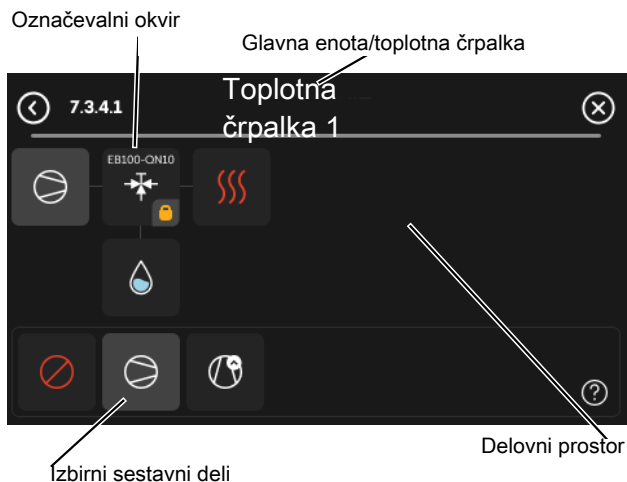 Označevalni okvir
Glavna enota/toplotna črpalka
7.3.4.1
Toplotna
črpalka 1
EB100-QN10
?
Delovni prostor
Izbirni sestavni deli